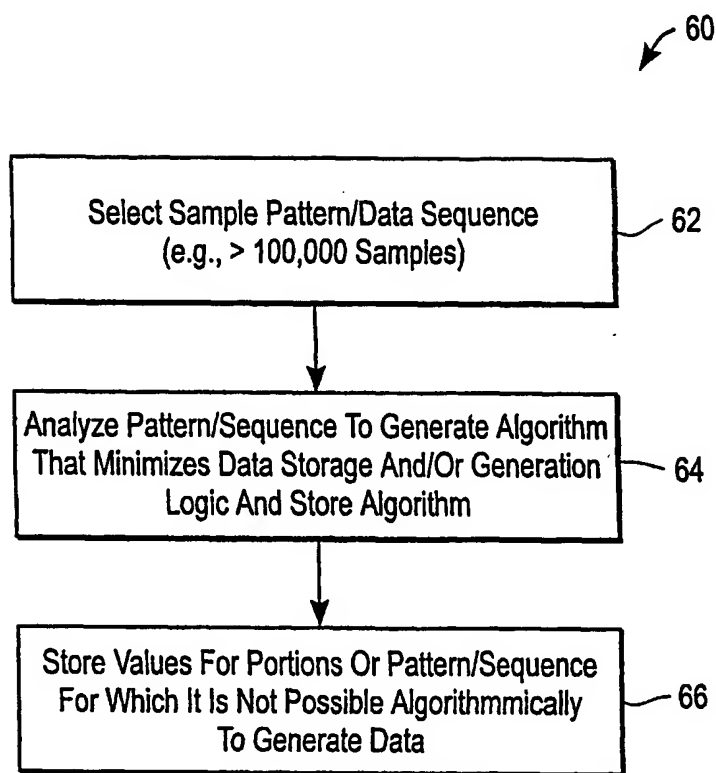 60
Select Sample Pattern/Data Sequence
(e.g., > 100,000 Samples)
62
Analyze Pattern/Sequence To Generate Algorithm
That Minimizes Data Storage And/Or Generation
Logic And Store Algorithm
64
Store Values For Portions Or Pattern/Sequence
For Which It Is Not Possible Algorithmmically
To Generate Data
66